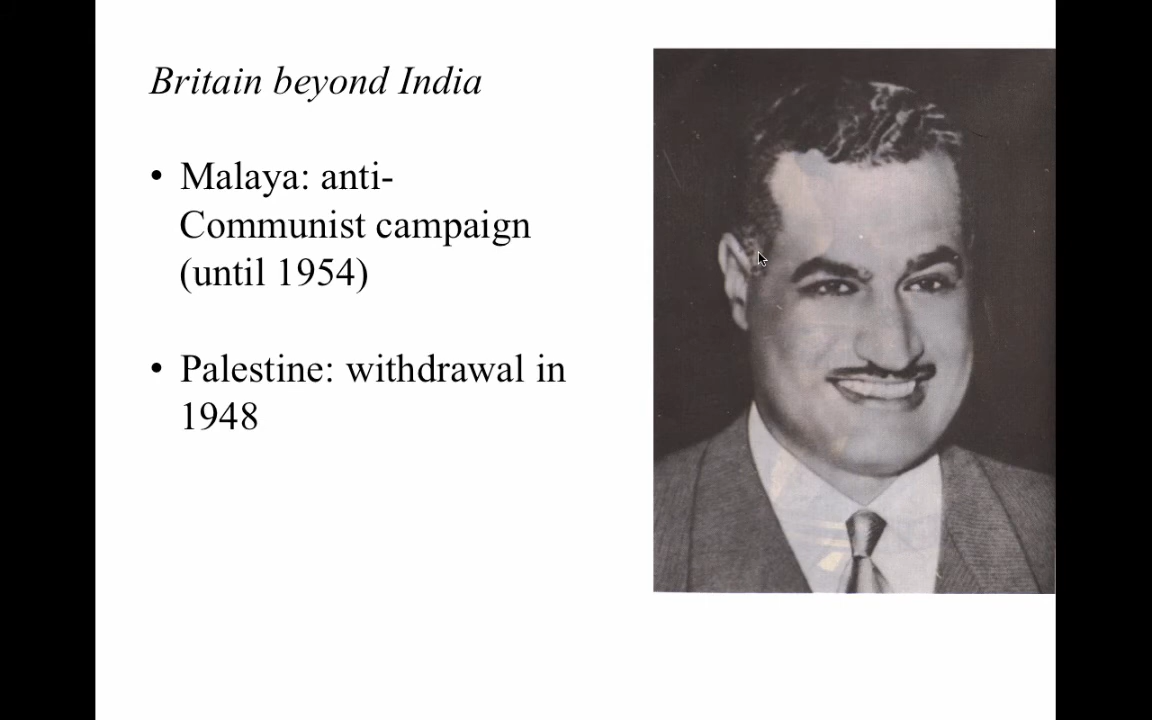 Britain beyond India
• Malaya: anti-
Communist campaign
(until 1954)
• Palestine: withdrawal in
1948